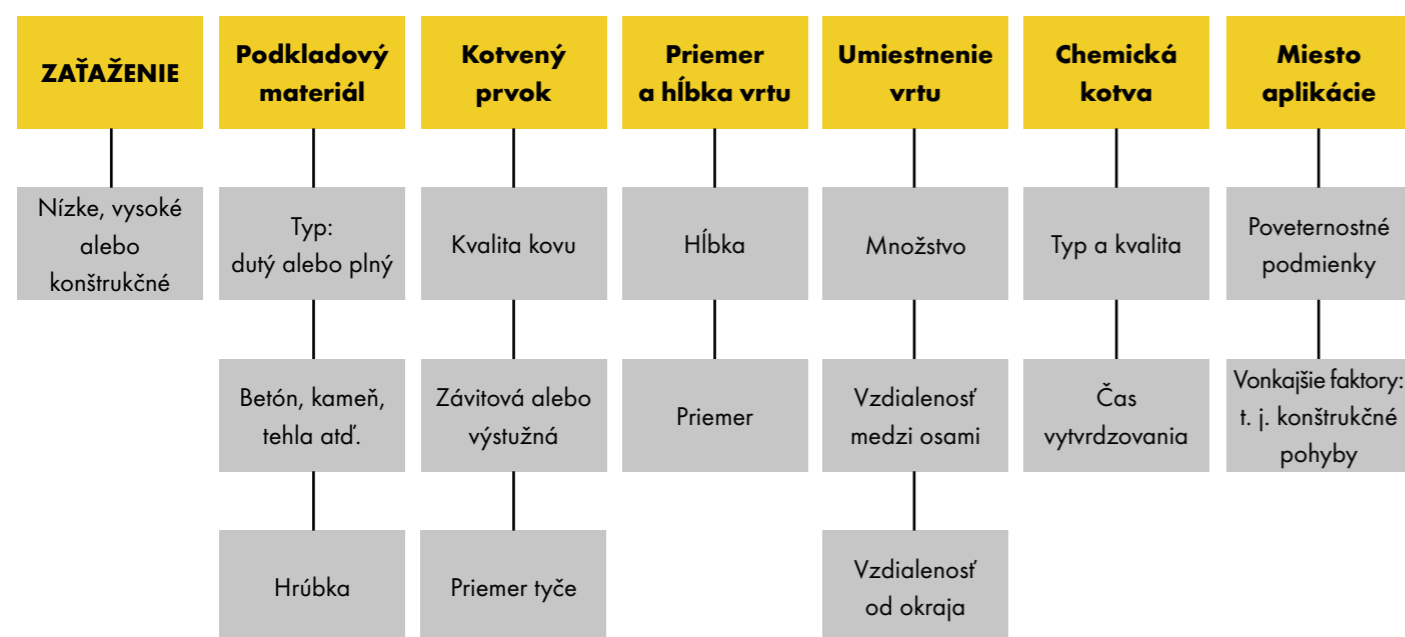 ZAŤAŽENIE
Nízke, vysoké
alebo
konštrukčné
Podkladový
materiál
Typ:
dutý alebo plný
Betón, kameň,
tehla atď.
Hrúbka
Kotvený
prvok
Kvalita kovu
Závitová alebo
výstužná
Priemer tyče
Priemer
a hĺbka vrtu
Hĺbka
Priemer
Umiestnenie
vrtu
Množstvo
Vzdialenosť
medzi osami
Vzdialenosť
od okraja
Chemická
kotva
Typ a kvalita
Čas
vytvrdzovania
Miesto
aplikácie
Poveternostné
podmienky
Vonkajšie faktory:
t. j. konštrukčné
pohyby